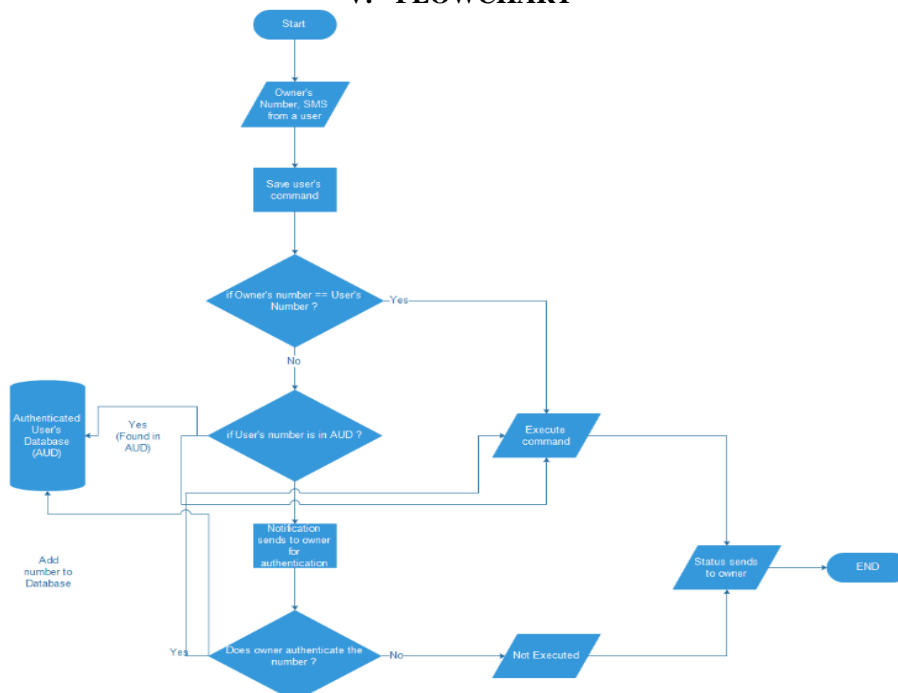 V. FLOWCHART
Start
Owner's
Number, SMS
from a user
Save user's
command
if Owner's number == User's
Number ?
Yes
No
Authenticated
User's
Database
(AUD)
Yes
(Found in
AUD)
if User's number is in AUD ?
Execute
command
Notification
sends to owner
for
authentication
Add
number to
Database
Status sends
to owner
END
Yes
Does owner authenticate the
number ?
No
Not Executed